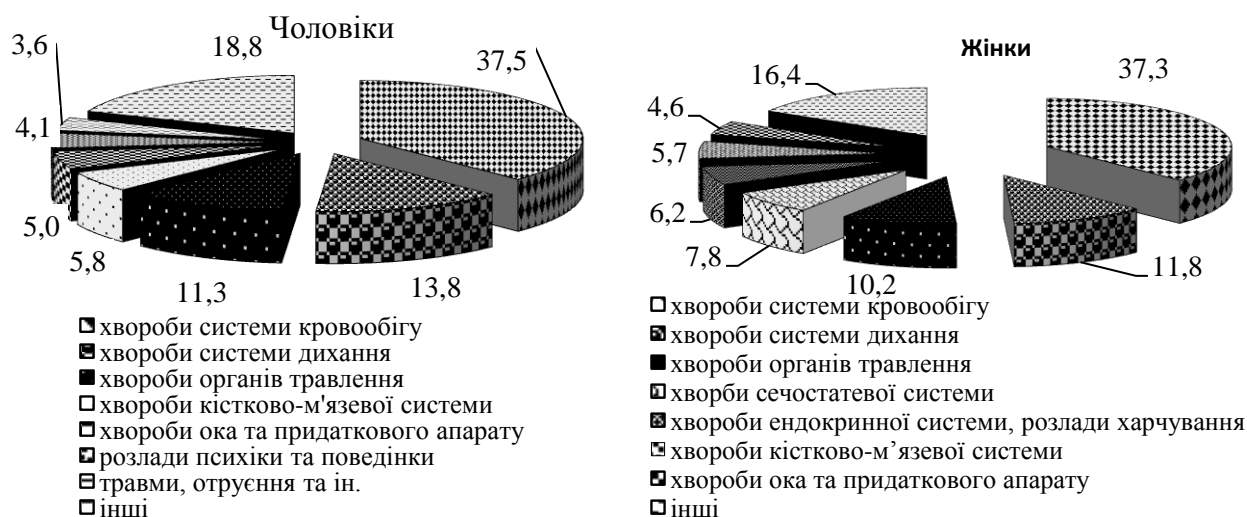 Чоловіки
3,6
18,8
37,5
4,1
5,0
5,8
11,3
13,8
хвороби системи кровообігу
хвороби системи дихання
хвороби органів травлення
хвороби кістково-м'язевої системи
хвороби ока та придаткового апарату
розлади психіки та поведінки
травми, отруєння та ін.
інші
Жінки
16,4
37,3
4,6
5,7
6,2
7,8
10,2
11,8
хвороби системи кровообігу
хвороби системи дихання
хвороби органів травлення
хворби сечостатевої системи
хвороби ендокринної системи, розлади харчування
хвороби кістково-м’язевої системи
хвороби ока та придаткового апарату
інші